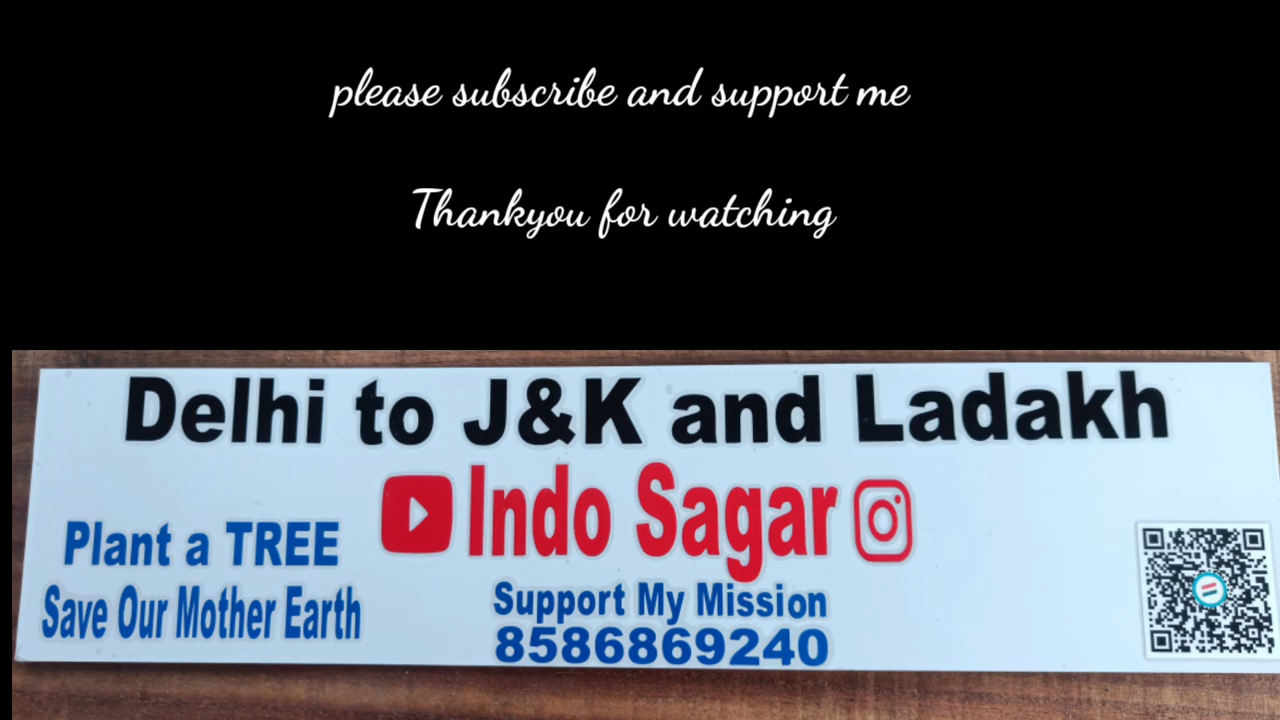 please subscribe and support me
Thankyou for watching
Delhi to J&K and Ladakh
Indo Sagar
Plant a TREE
Save Our Mother Earth
Support My Mission
8586869240